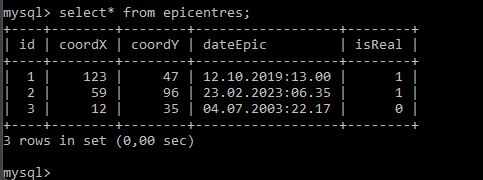 mysql> select* from epicentres;
+----+--------+--------+------------------+--------+
| id | coordX | coordY | dateEpic         | isReal |
+----+--------+--------+------------------+--------+
|  1 |    123 |     47 | 12.10.2019:13.00 |      1 |
|  2 |     59 |     96 | 23.02.2023:06.35 |      1 |
|  3 |     12 |     35 | 04.07.2003:22.17 |      0 |
+----+--------+--------+------------------+--------+
3 rows in set (0,00 sec)
mysql>